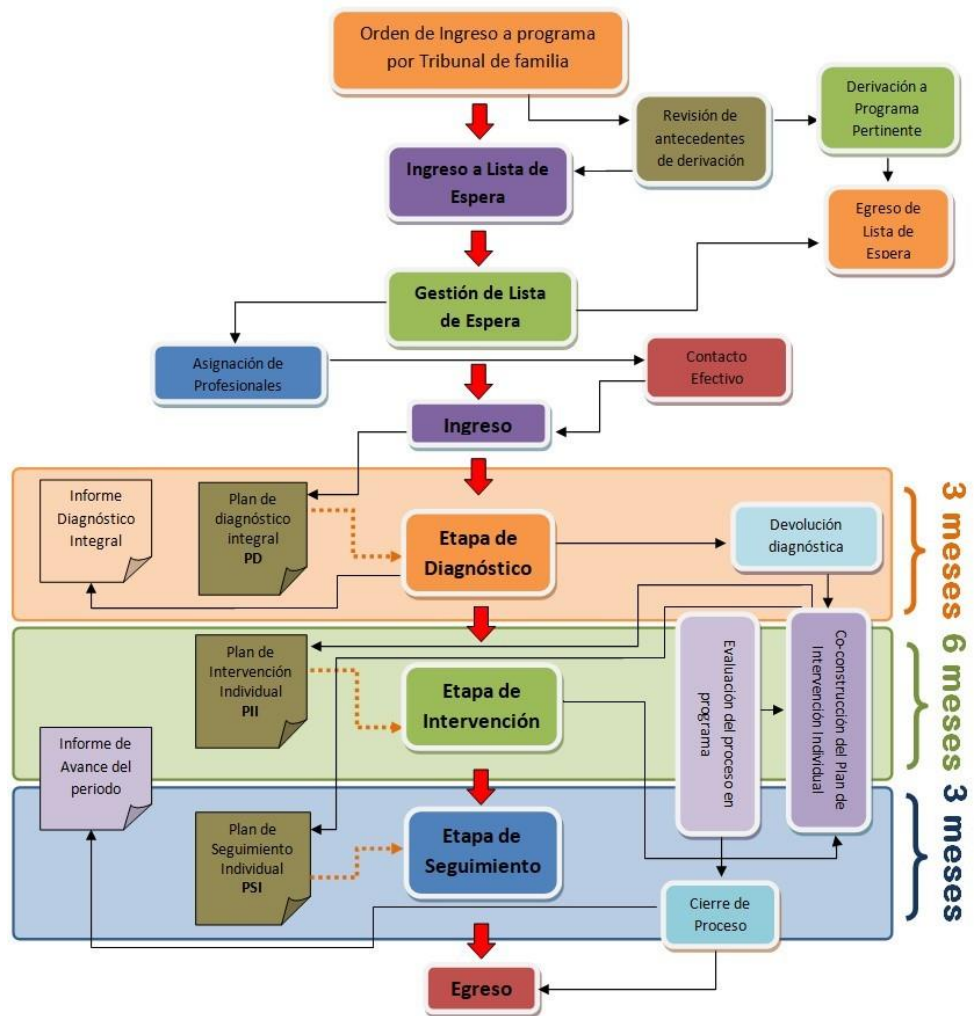 Orden de Ingreso a programa
por Tribunal de familia
Revisión de
antecedentes
de derivación
Derivación a
Programa
Pertinente
Ingreso a Lista de
Espera
Egreso de
Lista de
Espera
Gestión de Lista
de Espera
Asignación de
Profesionales
Contacto
Efectivo
Ingreso
Informe
Diagnóstico
Integral
Plan de
diagnóstico
integral
PD
Etapa de
Diagnóstico
Devolución
diagnóstica
3 meses
Plan de
Intervención
Individual
PII
Etapa de
Intervención
Evaluación del proceso en
programa
Co-construcción del Plan de
Intervención Individual
6 meses
Informe de
Avance del
periodo
Plan de
Seguimiento
Individual
PSI
Etapa de
Seguimiento
3 meses
Cierre de
Proceso
Egreso